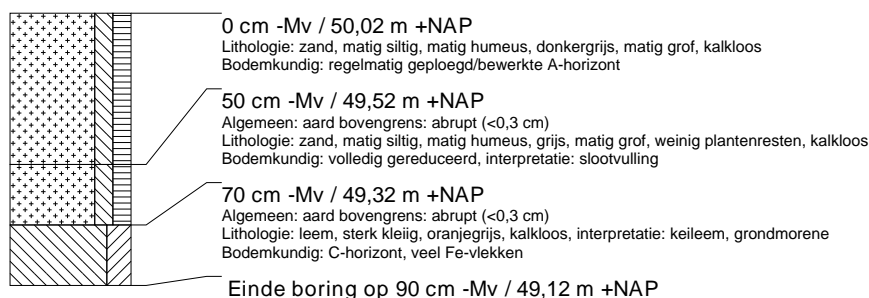 0 cm -Mv / 50,02 m +NAP
Lithologie: zand, matig siltig, matig humeus, donkergrijs, matig grof, kalkloos
Bodemkundig: regelmatig geploegd/bewerkte A-horizont
50 cm -Mv / 49,52 m +NAP
Algemeen: aard bovengrens: abrupt (<0,3 cm)
Lithologie: zand, matig siltig, matig humeus, grijs, matig grof, weinig plantenresten, kalkloos
Bodemkundig: volledig gereduceerd, interpretatie: slootvulling
70 cm -Mv / 49,32 m +NAP
Algemeen: aard bovengrens: abrupt (<0,3 cm)
Lithologie: leem, sterk kleiig, oranjegrijs, kalkloos, interpretatie: keileem, grondmorene
Bodemkundig: C-horizont, veel Fe-vlekken
Einde boring op 90 cm -Mv / 49,12 m +NAP